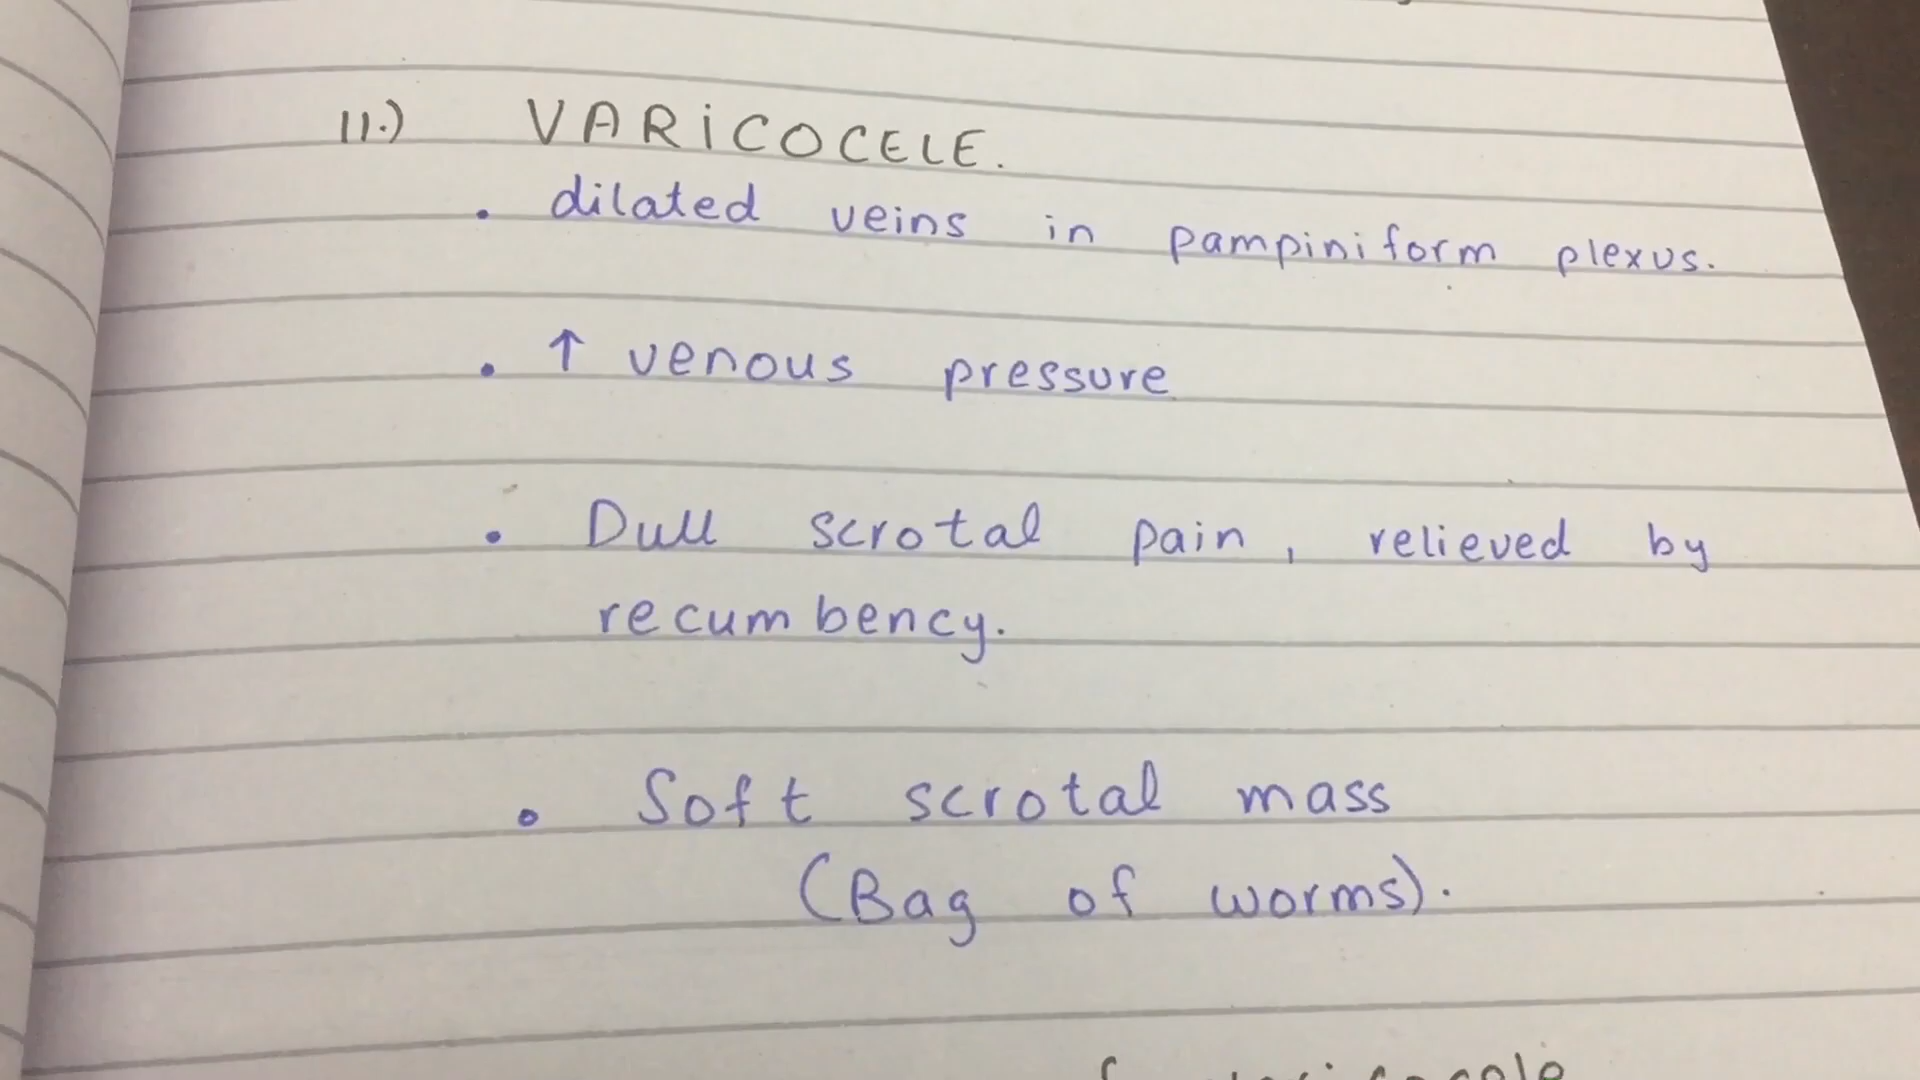 11.) VARiCOCELE.
• dilated veins in pampiniform plexus.
• ↑ venous pressure
• Dull scrotal pain, relieved by
recumbency.
• Soft scrotal mass
(Bag of worms).